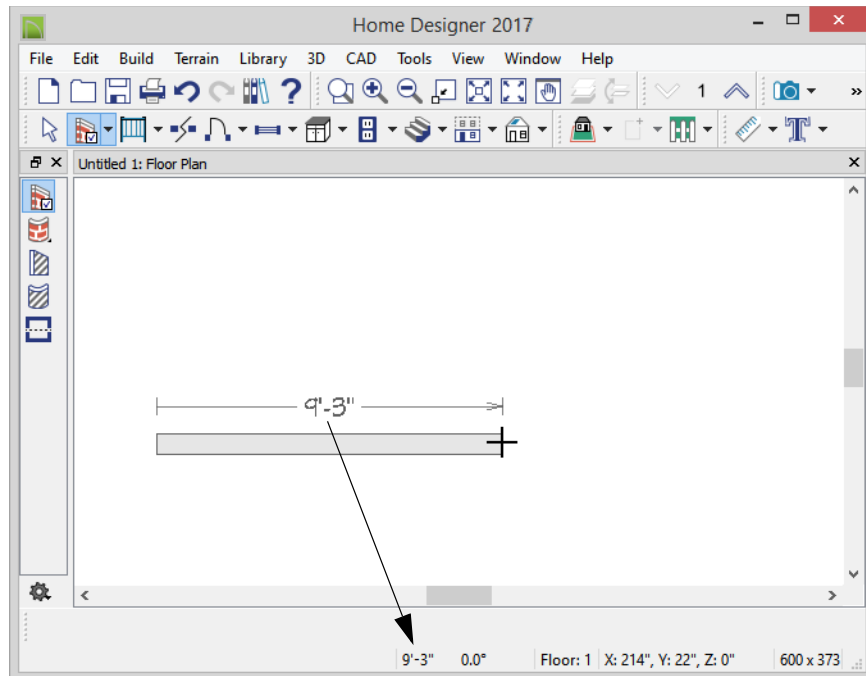 Home Designer 2017
File Edit Build Terrain Library 3D CAD Tools View Window Help
1
Untitled 1: Floor Plan
9'-3"
9'-3" 0.0° Floor: 1 X: 214", Y: 22", Z: 0" 600 x 373